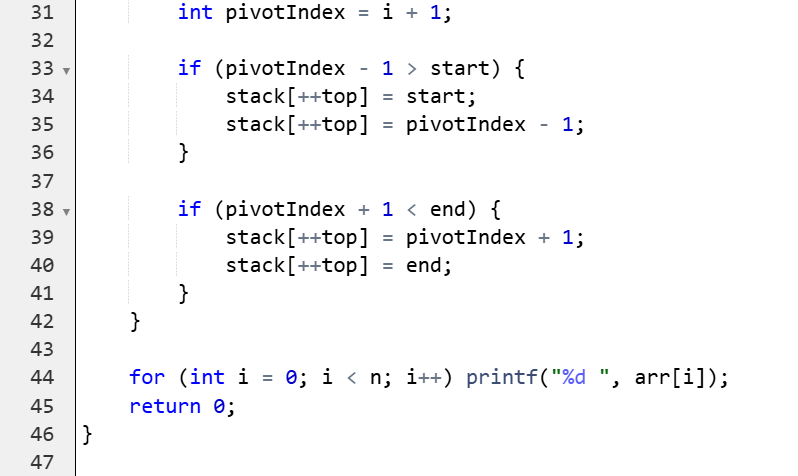 31 int pivotIndex = i + 1;
32
33 if (pivotIndex - 1 > start) {
34 stack[++top] = start;
35 stack[++top] = pivotIndex - 1;
36 }
37
38 if (pivotIndex + 1 < end) {
39 stack[++top] = pivotIndex + 1;
40 stack[++top] = end;
41 }
42 }
43
44 for (int i = 0; i < n; i++) printf("%d ", arr[i]);
45 return 0;
46 }
47